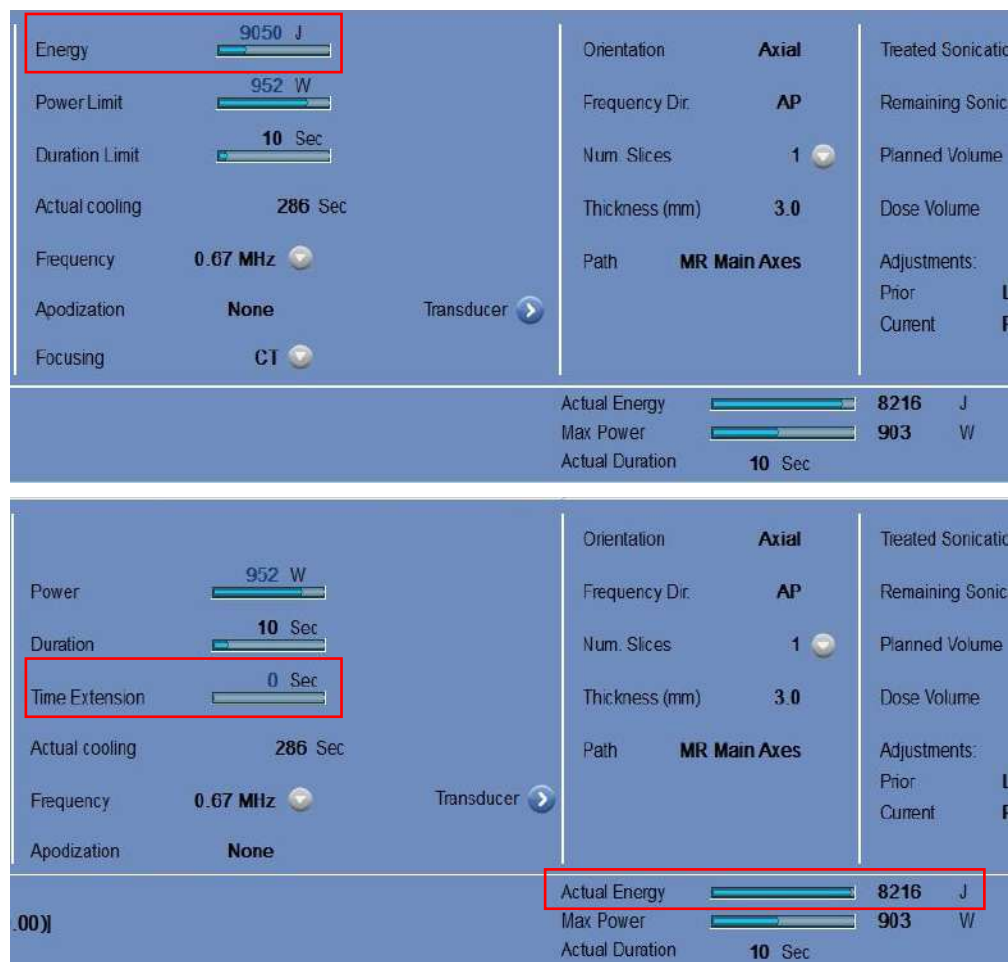 9050 J
Energy
952 W
Power Limit
10 Sec
Duration Limit
Actual cooling 286 Sec
Frequency 0.67 MHz
Apodization None Transducer
Focusing CT
Orientation Axial
Frequency Dir. AP
Num. Slices 1
Thickness (mm) 3.0
Path MR Main Axes
Treated Sonicatio
Remaining Sonic
Planned Volume
Dose Volume
Adjustments:
Prior
Current
Actual Energy 8216 J
Max Power 903 W
Actual Duration 10 Sec
952 W
Power
10 Sec
Duration
0 Sec
Time Extension
Actual cooling 286 Sec
Frequency 0.67 MHz Transducer
Apodization None
Orientation Axial
Frequency Dir. AP
Num. Slices 1
Thickness (mm) 3.0
Path MR Main Axes
Treated Sonicatio
Remaining Sonic
Planned Volume
Dose Volume
Adjustments:
Prior
Current
.00)]
Actual Energy 8216 J
Max Power 903 W
Actual Duration 10 Sec